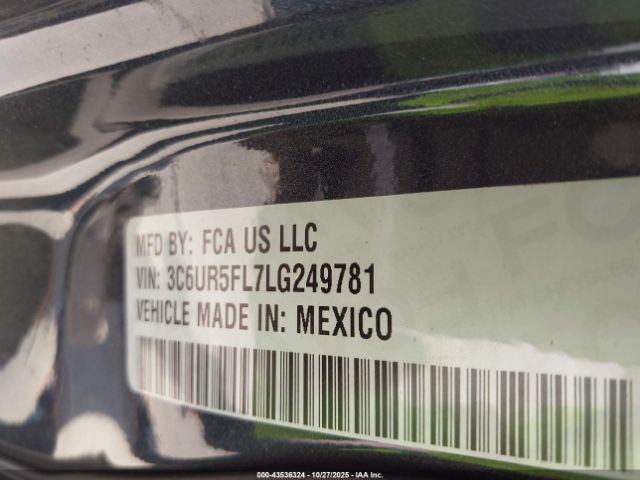 MFD BY: FCA US LLC
VIN: 3C6UR5FL7LG249781
VEHICLE MADE IN: MEXICO
000-43536324 - 10/27/2025 - IAA Inc.